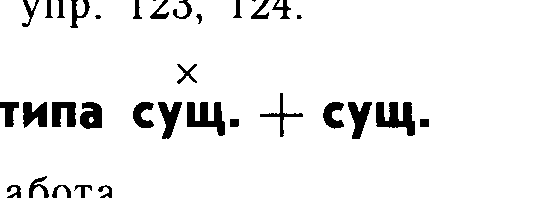 упр. 123, 124.
×
типа сущ. + сущ.
абота